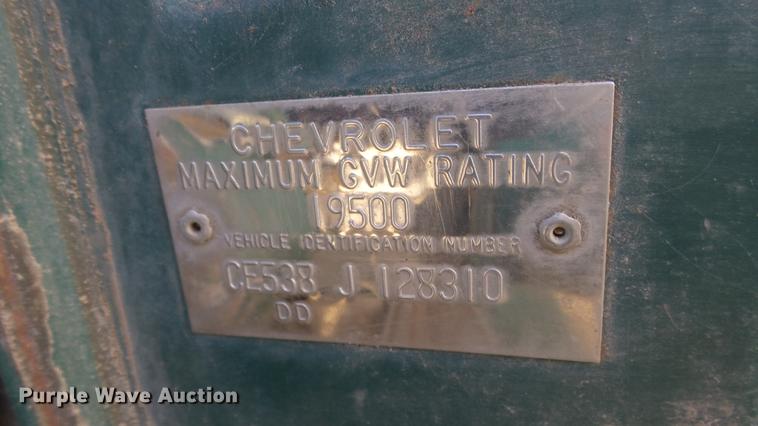 CHEVROLET
MAXIMUM GVW RATING
19500
VEHICLE IDENTIFICATION NUMBER
CE538 J 128310
DD
Purple Wave Auction